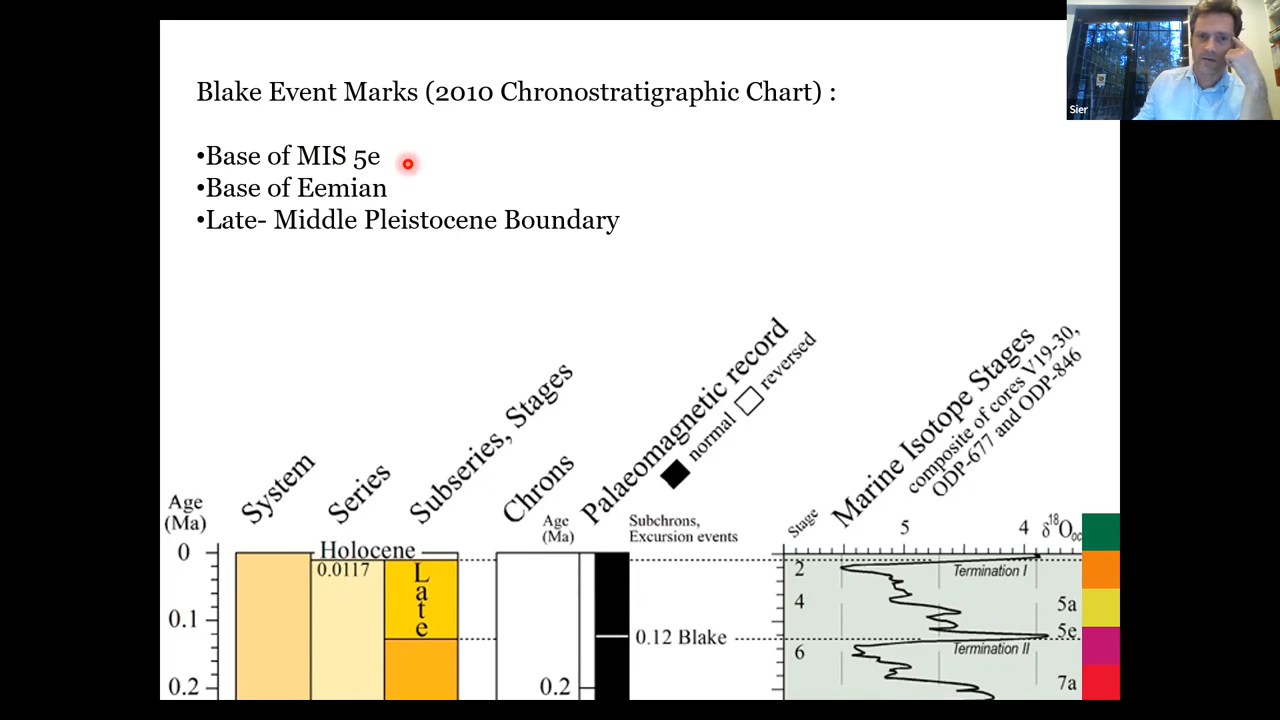 Blake Event Marks (2010 Chronostratigraphic Chart) :
•Base of MIS 5e
•Base of Eemian
•Late- Middle Pleistocene Boundary
Sier
Age
(Ma)
System
Series
Subseries, Stages
Chrons
Age
(Ma)
Palaeomagnetic record
normal
reversed
Subchrons,
Excursion events
Stage
Marine Isotope Stages
composite of cores V19-30,
ODP-677 and ODP-846
5
4
δ18O
0
Holocene
0.0117
Late
0.1
0.2
0.2
0.12 Blake
2
4
6
Termination I
5a
5e
Termination II
7a